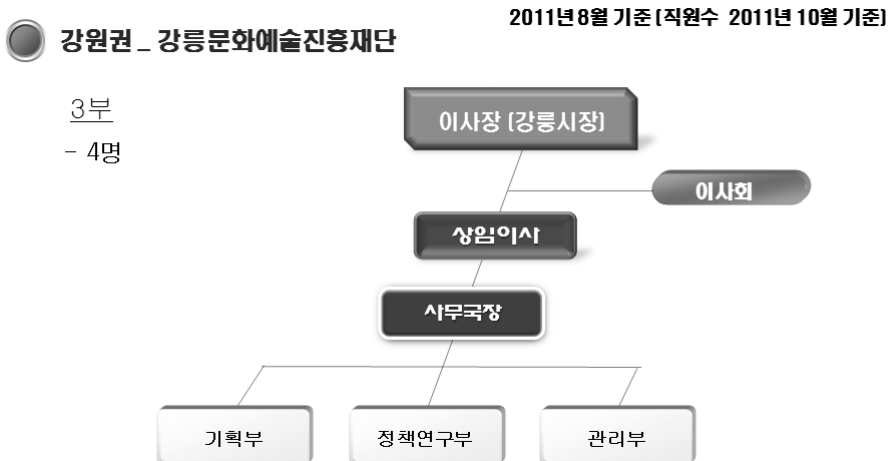 2011년 8월 기준 (직원수 2011년 10월 기준)
강원권 _ 강릉문화예술진흥재단
3부
- 4명
이사장 (강릉시장)
이사회
상임이사
사무국장
기획부
정책연구부
관리부